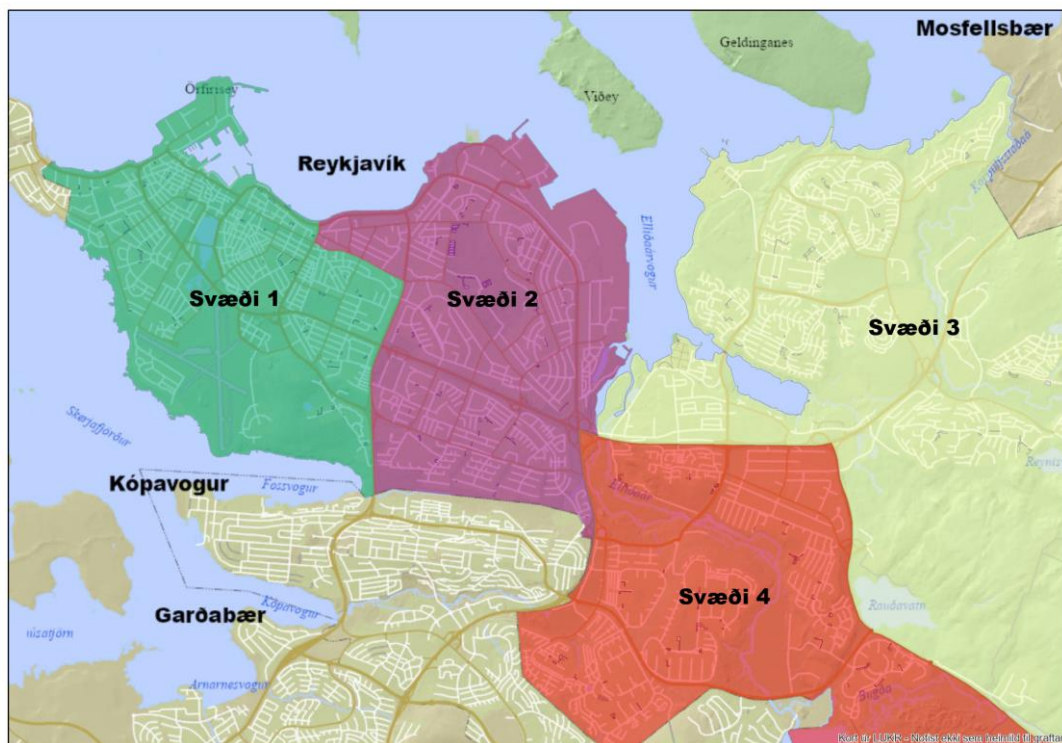 Mosfellsbær
Geldinganes
Örfirisey
Viðey
Reykjavík
Elliðaárvogur
Svæði 1
Svæði 2
Svæði 3
Skerjafjörður
Kópavogur
Fossvogur
Elliðaár
Svæði 4
Garðabær
Kópavogur
Rauðavatn
Arnarnesvogur
Bugða